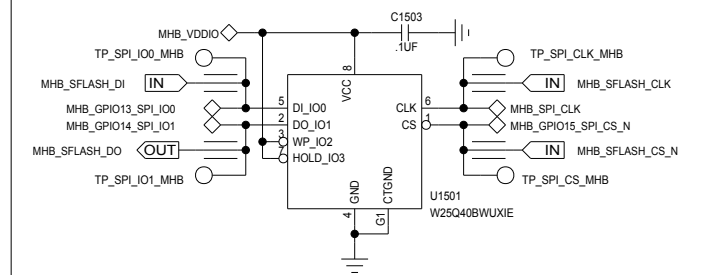 C1503
MHB_VDDIO
.1UF
TP_SPI_IO0_MHB
TP_SPI_CLK_MHB
8
VCC
MHB_SFLASH_DI
IN
IN
MHB_SFLASH_CLK
MHB_GPIO13_SPI_IO0
5
DI_IO0
CLK
6
MHB_SPI_CLK
MHB_GPIO14_SPI_IO1
2
DO_IO1
CS
1
MHB_GPIO15_SPI_CS_N
3
WP_IO2
MHB_SFLASH_DO
OUT
7
HOLD_IO3
IN
MHB_SFLASH_CS_N
TP_SPI_IO1_MHB
TP_SPI_CS_MHB
GND
CTGND
U1501
4
G1
W25Q40BWUXIE